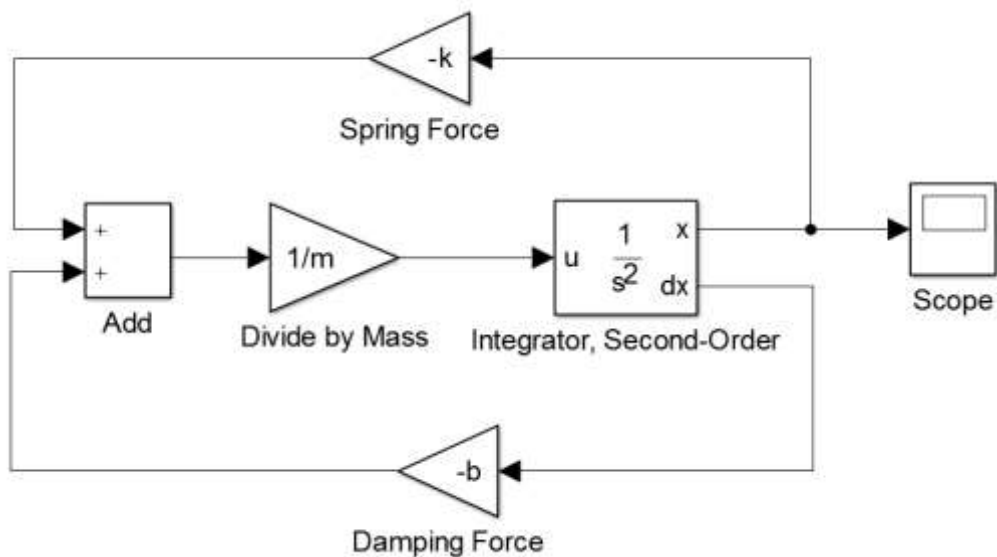 -k
Spring Force
+
+
Add
1/m
Divide by Mass
u
1
s²
x
dx
Integrator, Second-Order
Scope
-b
Damping Force